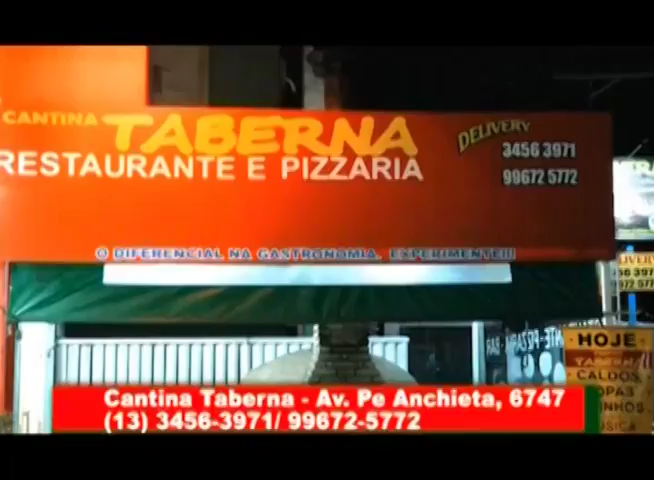 CANTINA TABERNA
RESTAURANTE E PIZZARIA
DELIVERY
3456 3971
99672 5772
O DIFERENCIAL NA GASTRONOMIA. EXPERIMENTE!!!
HOJE
TABERNA
CALDOS
Cantina Taberna - Av. Pe Anchieta, 6747
(13) 3456-3971/ 99672-5772